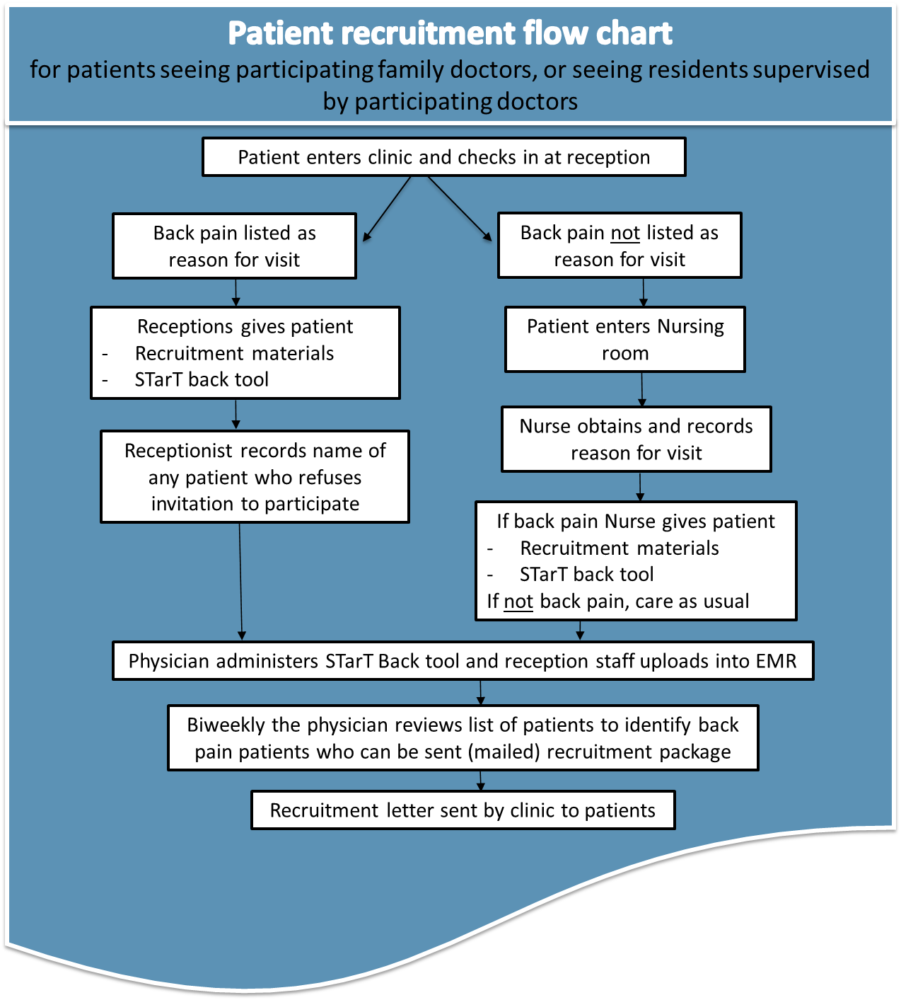 Patient recruitment flow chart
for patients seeing participating family doctors, or seeing residents supervised
by participating doctors
Patient enters clinic and checks in at reception
Back pain listed as
reason for visit
Receptions gives patient
- Recruitment materials
- STarT back tool
Receptionist records name of
any patient who refuses
invitation to participate
Back pain not listed as
reason for visit
Patient enters Nursing
room
Nurse obtains and records
reason for visit
If back pain Nurse gives patient
- Recruitment materials
- STarT back tool
If not back pain, care as usual
Physician administers STarT Back tool and reception staff uploads into EMR
Biweekly the physician reviews list of patients to identify back
pain patients who can be sent (mailed) recruitment package
Recruitment letter sent by clinic to patients